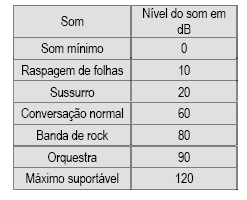 Som Nível do som em dB
Som mínimo 0
Raspagem de folhas 10
Sussurro 20
Conversação normal 60
Banda de rock 80
Orquestra 90
Máximo suportável 120